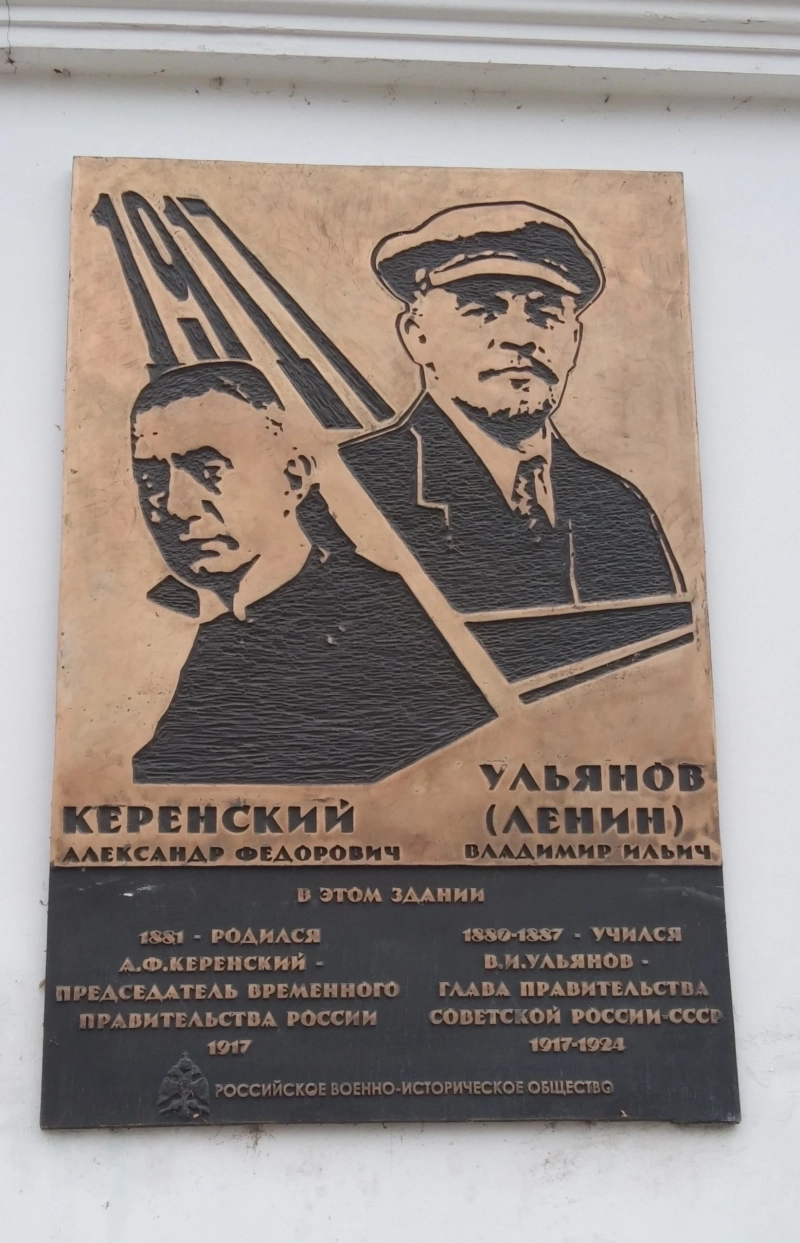 1917
КЕРЕНСКИЙ
АЛЕКСАНДР ФЕДОРОВИЧ
УЛЬЯНОВ
(ЛЕНИН)
ВЛАДИМИР ИЛЬИЧ
В ЭТОМ ЗДАНИИ
1881 - РОДИЛСЯ
А.Ф.КЕРЕНСКИЙ -
ПРЕДСЕДАТЕЛЬ ВРЕМЕННОГО
ПРАВИТЕЛЬСТВА РОССИИ
1917
1880-1887 - УЧИЛСЯ
В.И.УЛЬЯНОВ -
ГЛАВА ПРАВИТЕЛЬСТВА
СОВЕТСКОЙ РОССИИ-СССР
1917-1924
РОССИЙСКОЕ ВОЕННО-ИСТОРИЧЕСКОЕ ОБЩЕСТВО